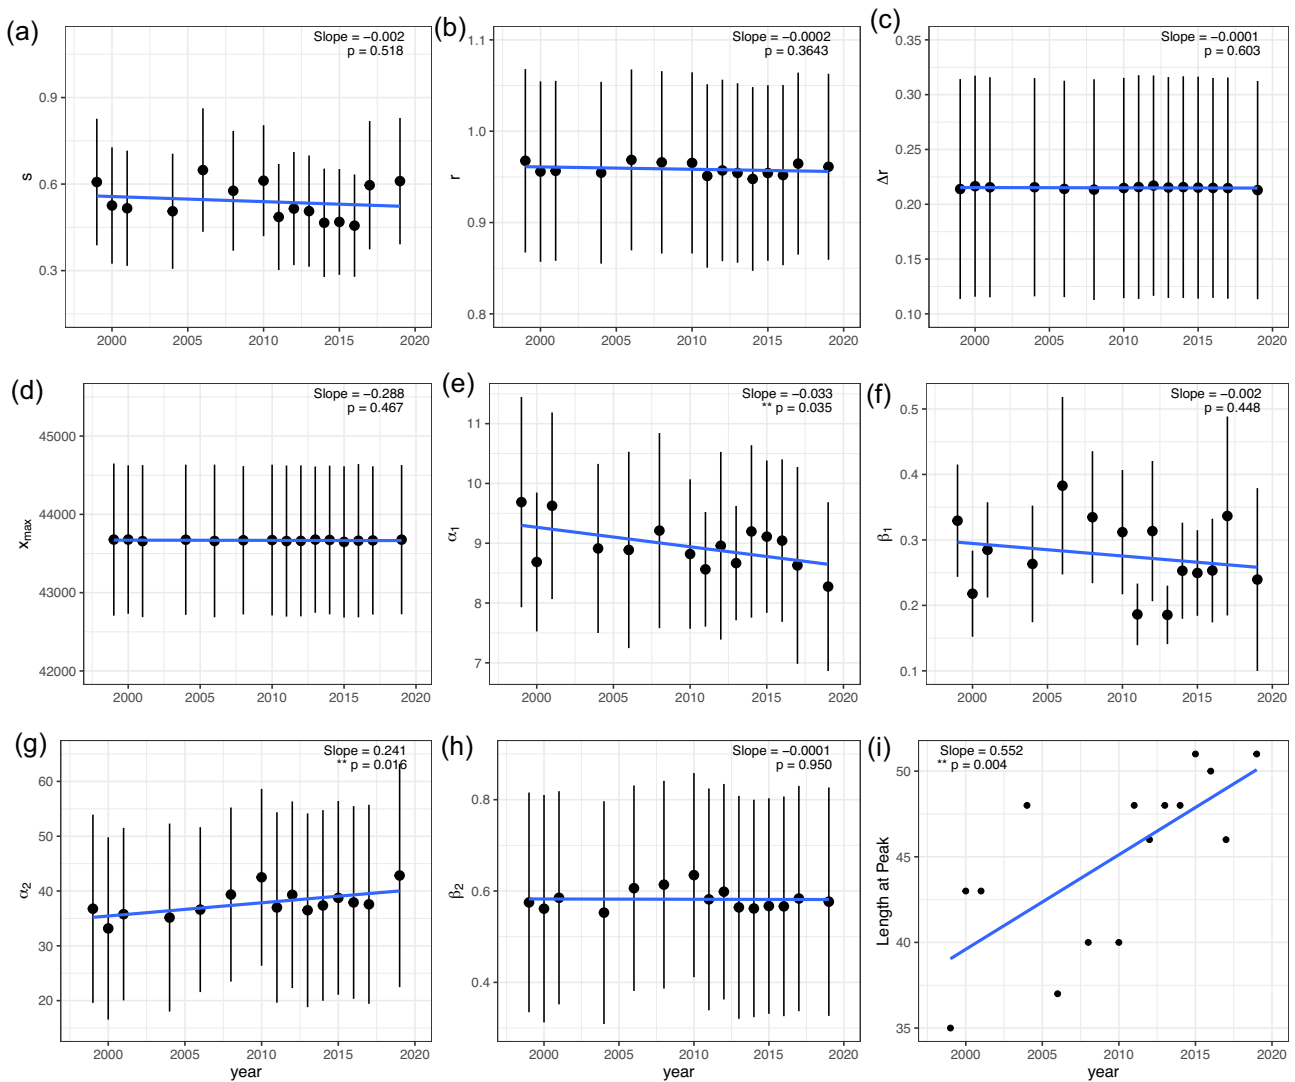 (a)
Slope = −0.002
p = 0.518
s
0.9
0.6
0.3
2000 2005 2010 2015 2020
(b)
Slope = −0.0002
p = 0.3643
r
1.1
1.0
0.9
0.8
2000 2005 2010 2015 2020
(c)
Slope = −0.0001
p = 0.603
Δr
0.35
0.30
0.25
0.20
0.15
0.10
2000 2005 2010 2015 2020
(d)
Slope = −0.288
p = 0.467
xmax
45000
44000
43000
42000
2000 2005 2010 2015 2020
(e)
Slope = −0.033
** p = 0.035
α1
11
10
9
8
7
2000 2005 2010 2015 2020
(f)
Slope = −0.002
p = 0.448
β1
0.5
0.4
0.3
0.2
0.1
2000 2005 2010 2015 2020
(g)
Slope = 0.241
** p = 0.016
α2
60
50
40
30
20
2000 2005 2010 2015 2020
year
(h)
Slope = −0.0001
p = 0.950
β2
0.8
0.6
0.4
2000 2005 2010 2015 2020
year
(i)
Slope = 0.552
** p = 0.004
Length at Peak
50
45
40
35
2000 2005 2010 2015 2020
year